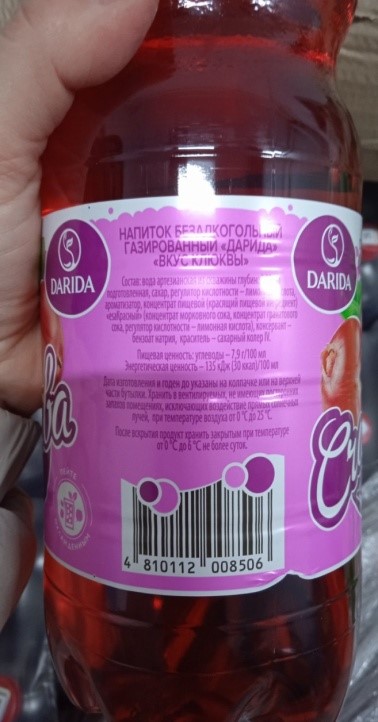 НАПИТОК БЕЗАЛКОГОЛЬНЫЙ
ГАЗИРОВАННЫЙ «ДАРИДА»
«ВКУС КЛЮКВЫ»
DARIDA
DARIDA
Состав: вода артезианская из скважины
подготовленная, сахар, регулятор кислотности –
ароматизатор, концентрат пищевой (красящий пищевой ингредиент)
(концентрат морковного сока, концентрат гранатового
сока, регулятор кислотности – лимонная кислота), консервант –
бензоат натрия, краситель – сахарный колер IV.
Пищевая ценность: углеводы – 7,9 г/100 мл
Энергетическая ценность – 135 кДж (30 ккал)/100 мл
Дата изготовления и годен до указаны на колпачке или на верхней
части бутылки. Хранить в вентилируемых, не имеющих посторонних
запахов помещениях, исключающих воздействие прямых солнечных
лучей, при температуре воздуха от 0 °C до 25 °C.
После вскрытия продукт хранить закрытым при температуре
от 0 °C до 6 °C не более суток.
4 810112 008506